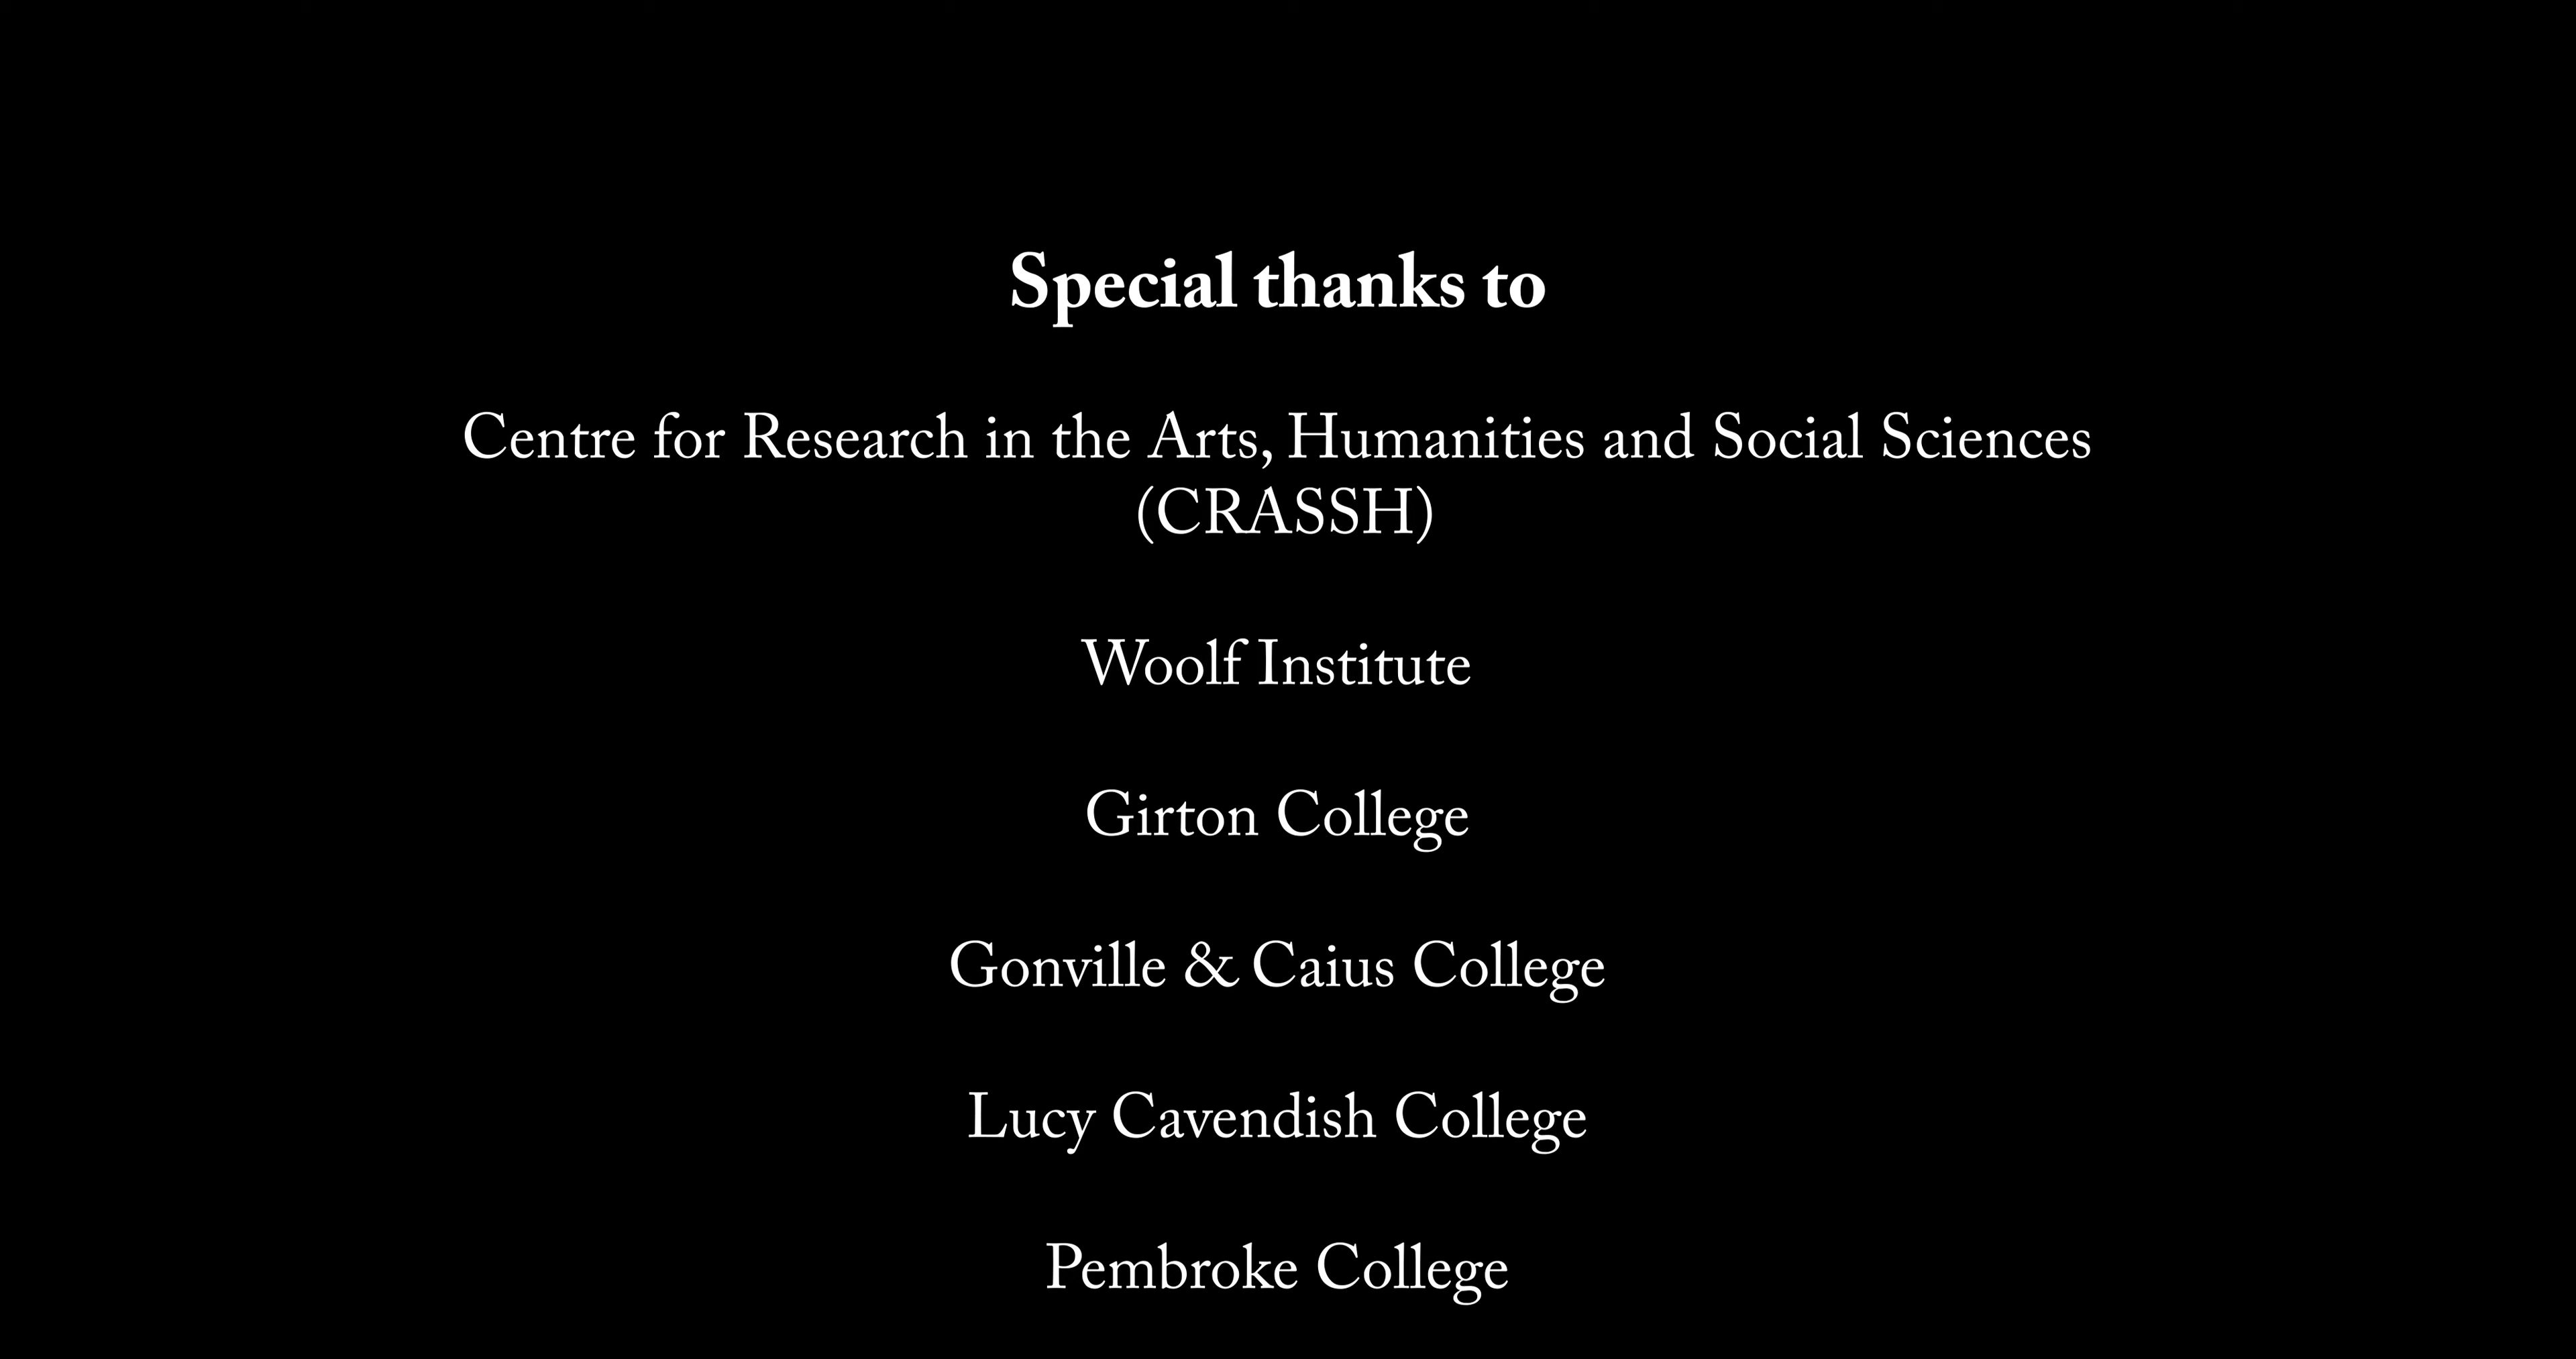 Special thanks to
Centre for Research in the Arts, Humanities and Social Sciences
(CRASSH)
Woolf Institute
Girton College
Gonville & Caius College
Lucy Cavendish College
Pembroke College